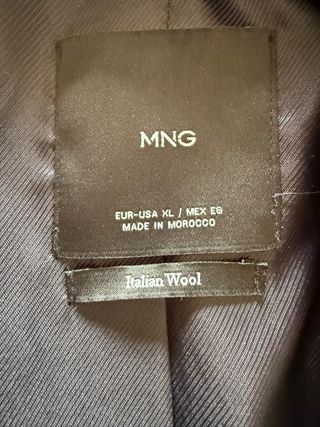 MNG
EUR-USA XL / MEX EG
MADE IN MOROCCO
Italian Wool